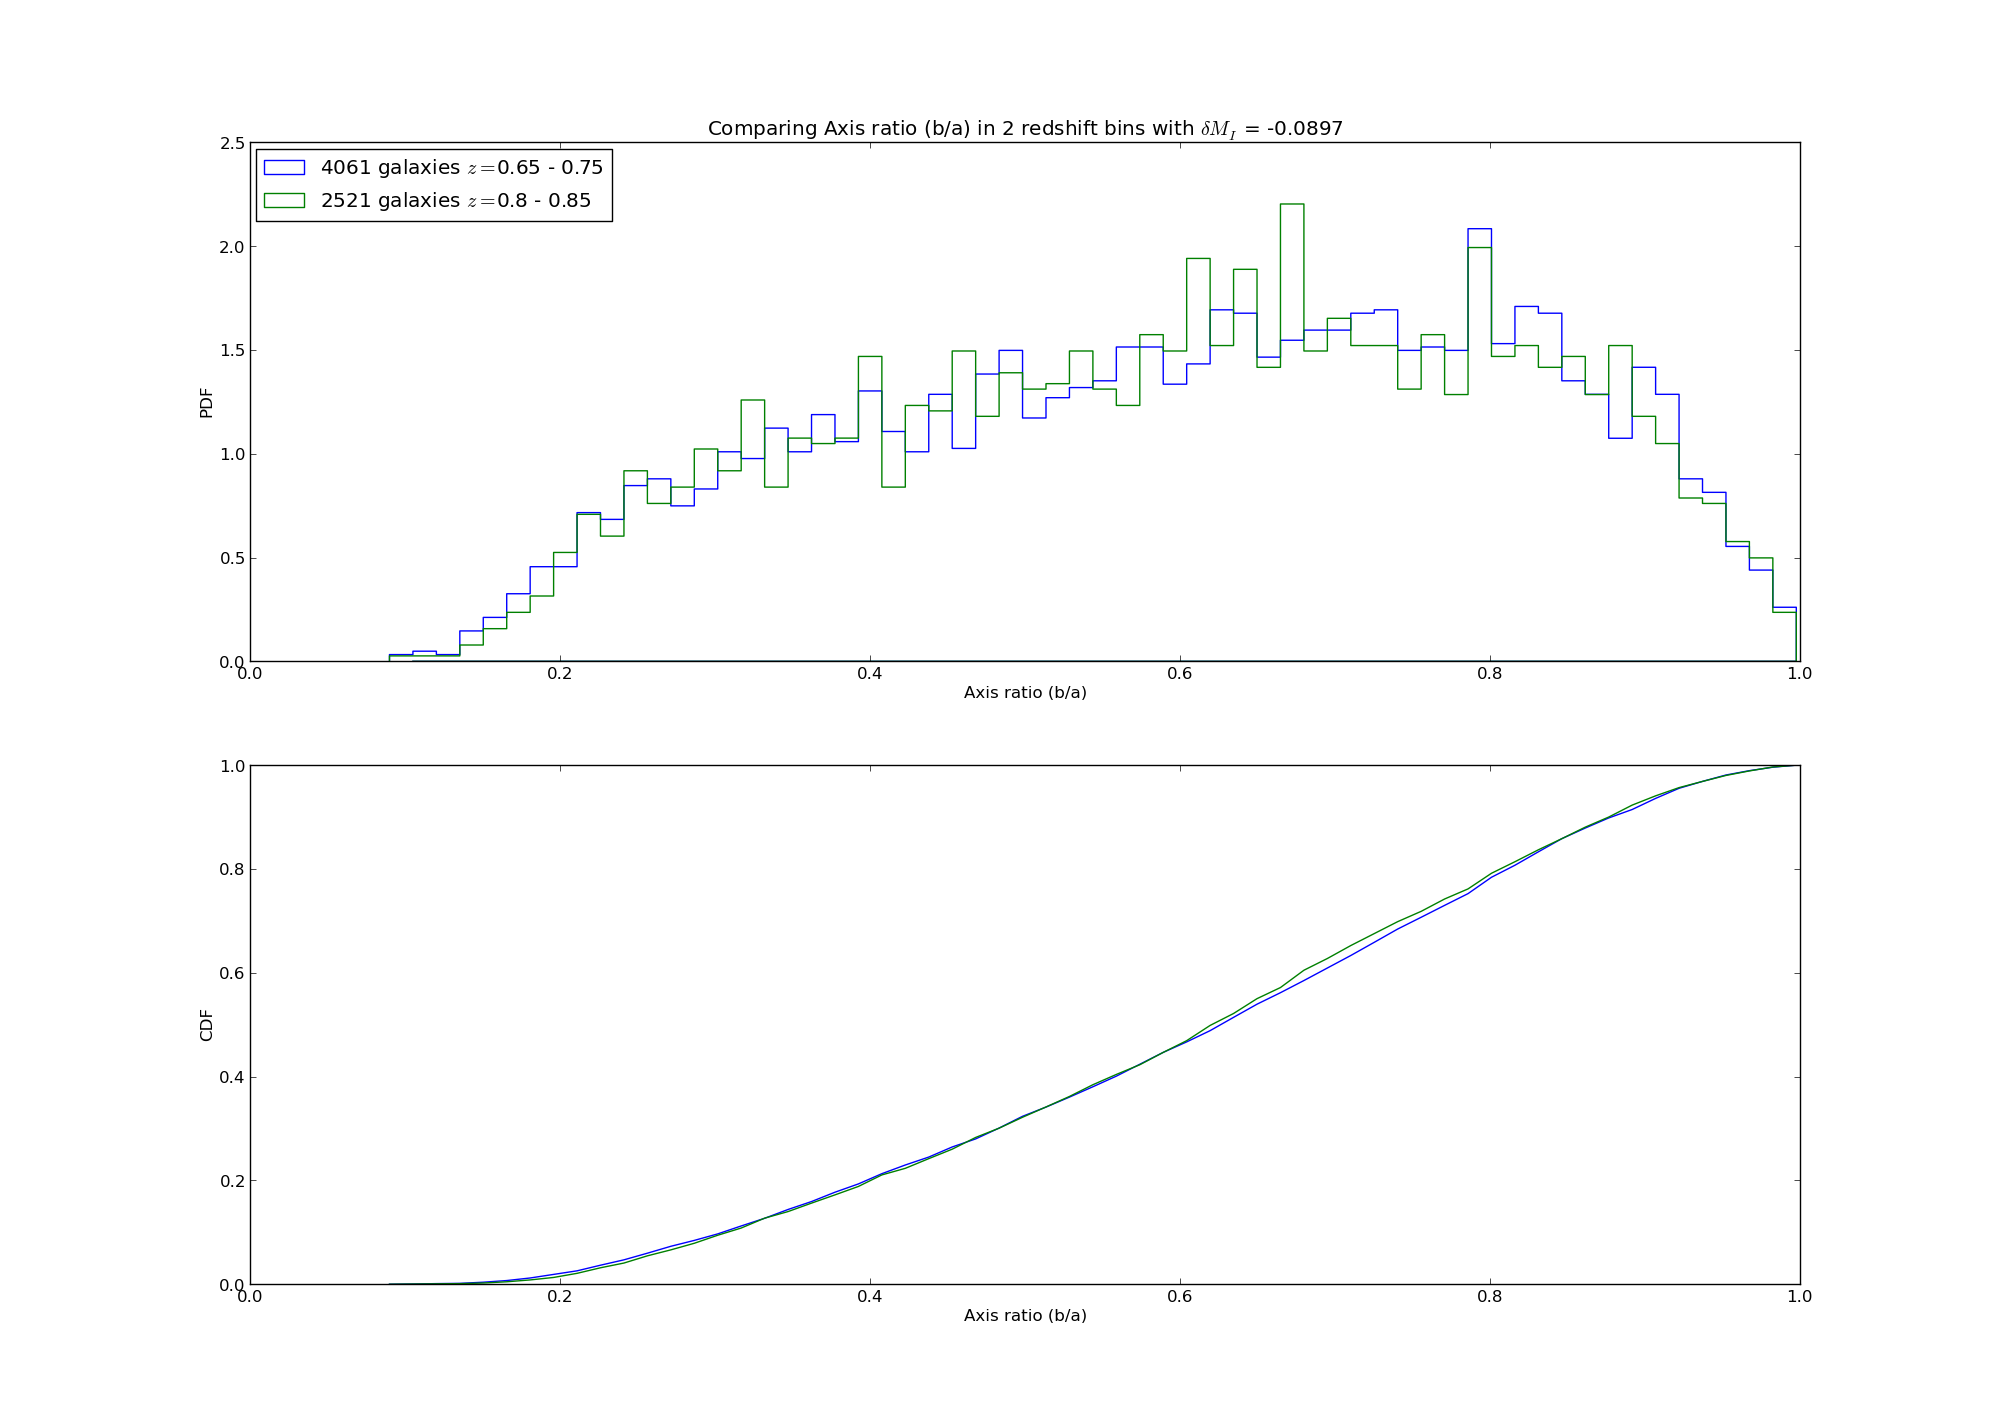 Comparing Axis ratio (b/a) in 2 redshift bins with δM_I = -0.0897
2.5
4061 galaxies z=0.65 - 0.75
2521 galaxies z=0.8 - 0.85
2.0
1.5
PDF
1.0
0.5
0.0
0.0 0.2 0.4 0.6 0.8 1.0
Axis ratio (b/a)
1.0
0.8
0.6
CDF
0.4
0.2
0.0
0.0 0.2 0.4 0.6 0.8 1.0
Axis ratio (b/a)